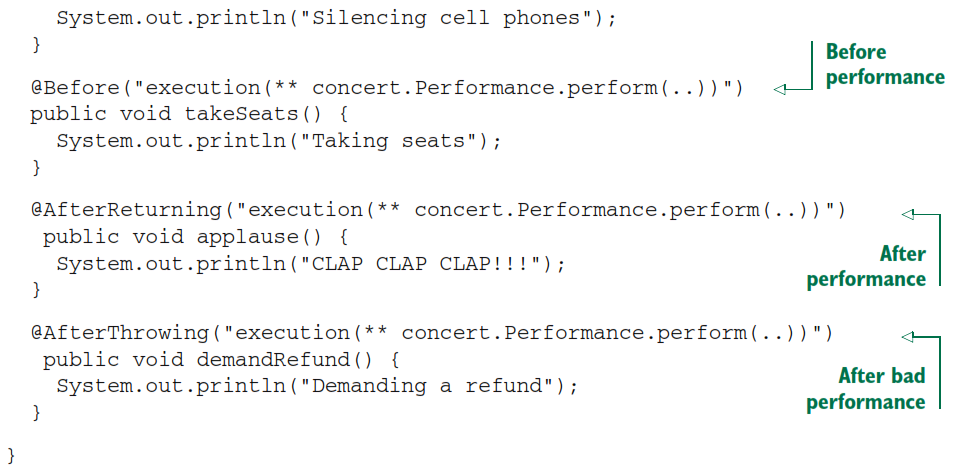 System.out.println("Silencing cell phones");
}
@Before("execution(** concert.Performance.perform(..))")
Before
performance
public void takeSeats() {
System.out.println("Taking seats");
}
@AfterReturning("execution(** concert.Performance.perform(..))")
public void applause() {
System.out.println("CLAP CLAP CLAP!!!");
}
After
performance
@AfterThrowing("execution(** concert.Performance.perform(..))")
public void demandRefund() {
System.out.println("Demanding a refund");
}
After bad
performance
}